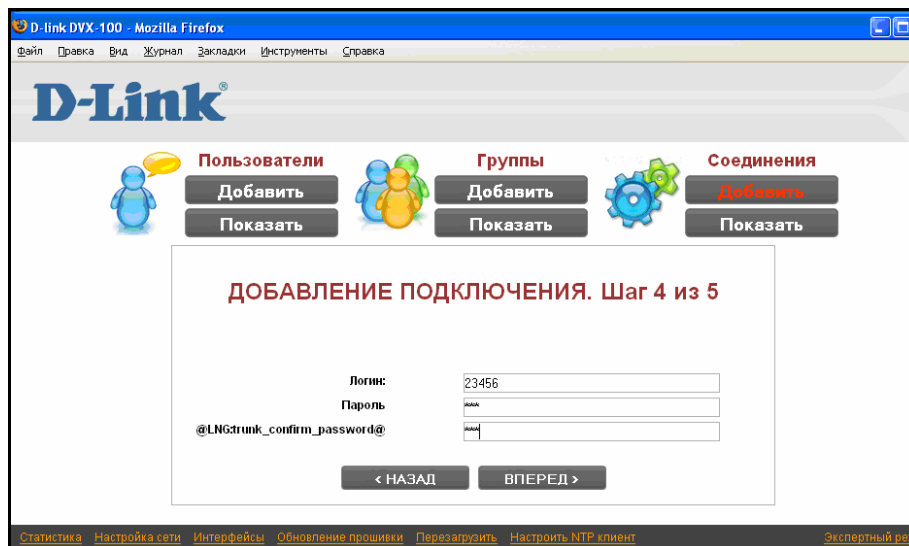 D-link DVX-100 - Mozilla Firefox
Файл Правка Вид Журнал Закладки Инструменты Справка
D-Link®
Пользователи Группы Соединения
Добавить Добавить Добавить
Показать Показать Показать
ДОБАВЛЕНИЕ ПОДКЛЮЧЕНИЯ. Шаг 4 из 5
Логин: 23456
Пароль ***
@LNG:trunk_confirm_password@ ***
< НАЗАД ВПЕРЕД >
Статистика Настройка сети Интерфейсы Обновление прошивки Перезагрузить Настроить NTP клиент Экспертный ре